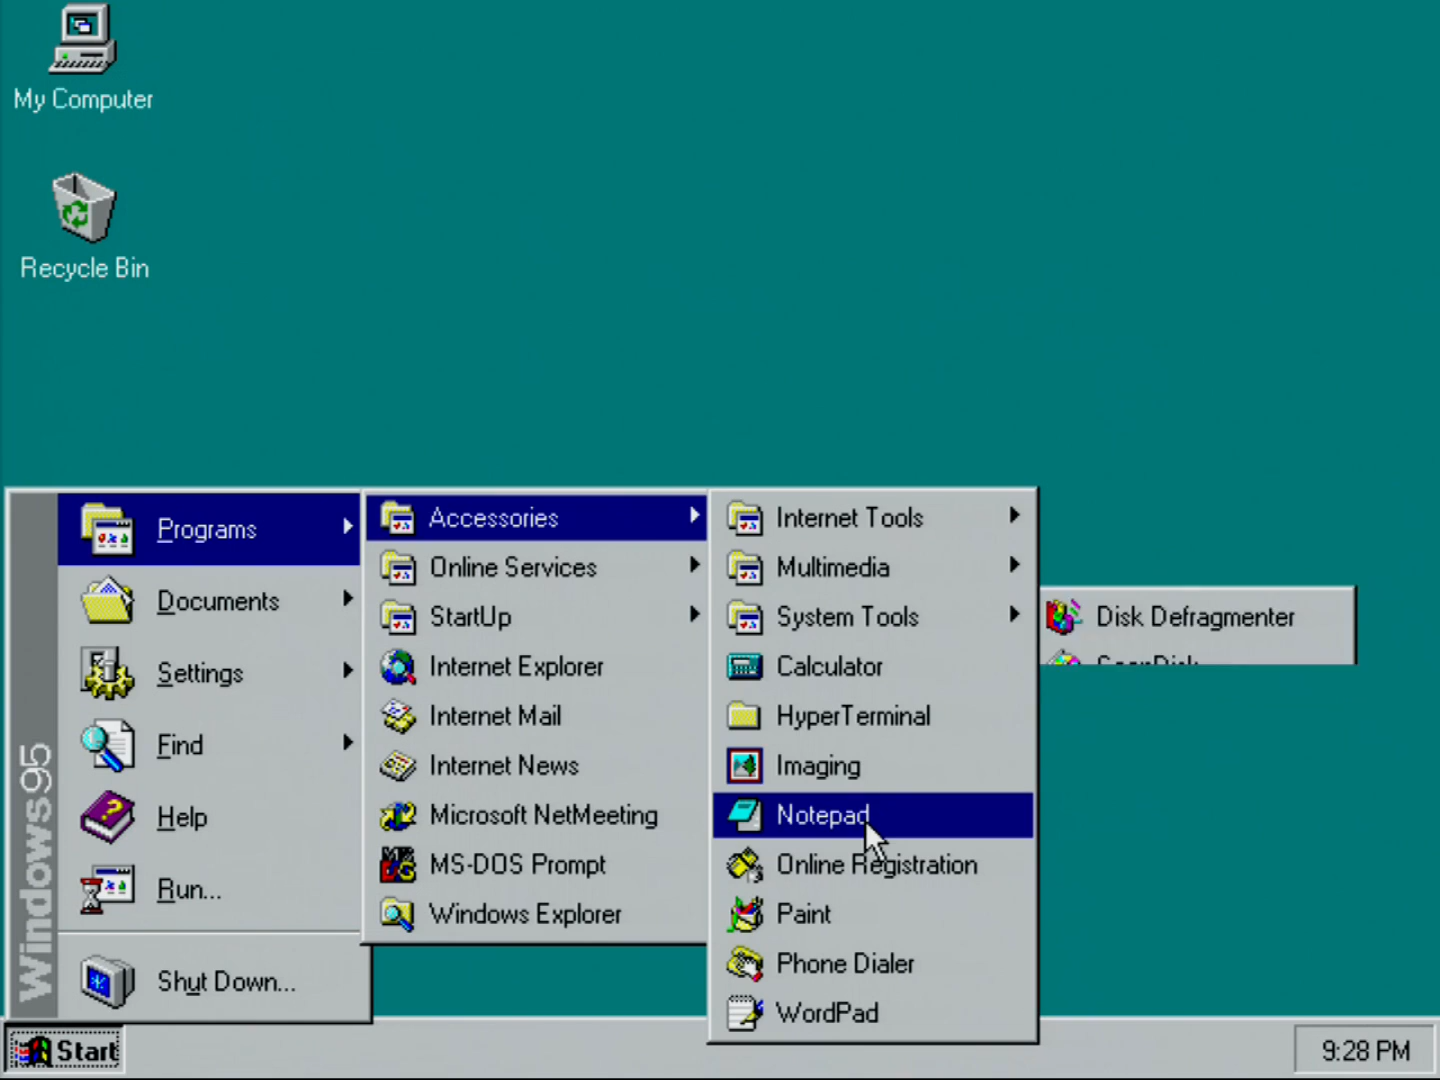 My Computer
Recycle Bin
Programs
Documents
Settings
Find
Help
Run...
Shut Down...
Windows95
Accessories
Online Services
StartUp
Internet Explorer
Internet Mail
Internet News
Microsoft NetMeeting
MS-DOS Prompt
Windows Explorer
Internet Tools
Multimedia
System Tools
Calculator
HyperTerminal
Imaging
Notepad
Online Registration
Paint
Phone Dialer
WordPad
Disk Defragmenter
Start
9:28 PM